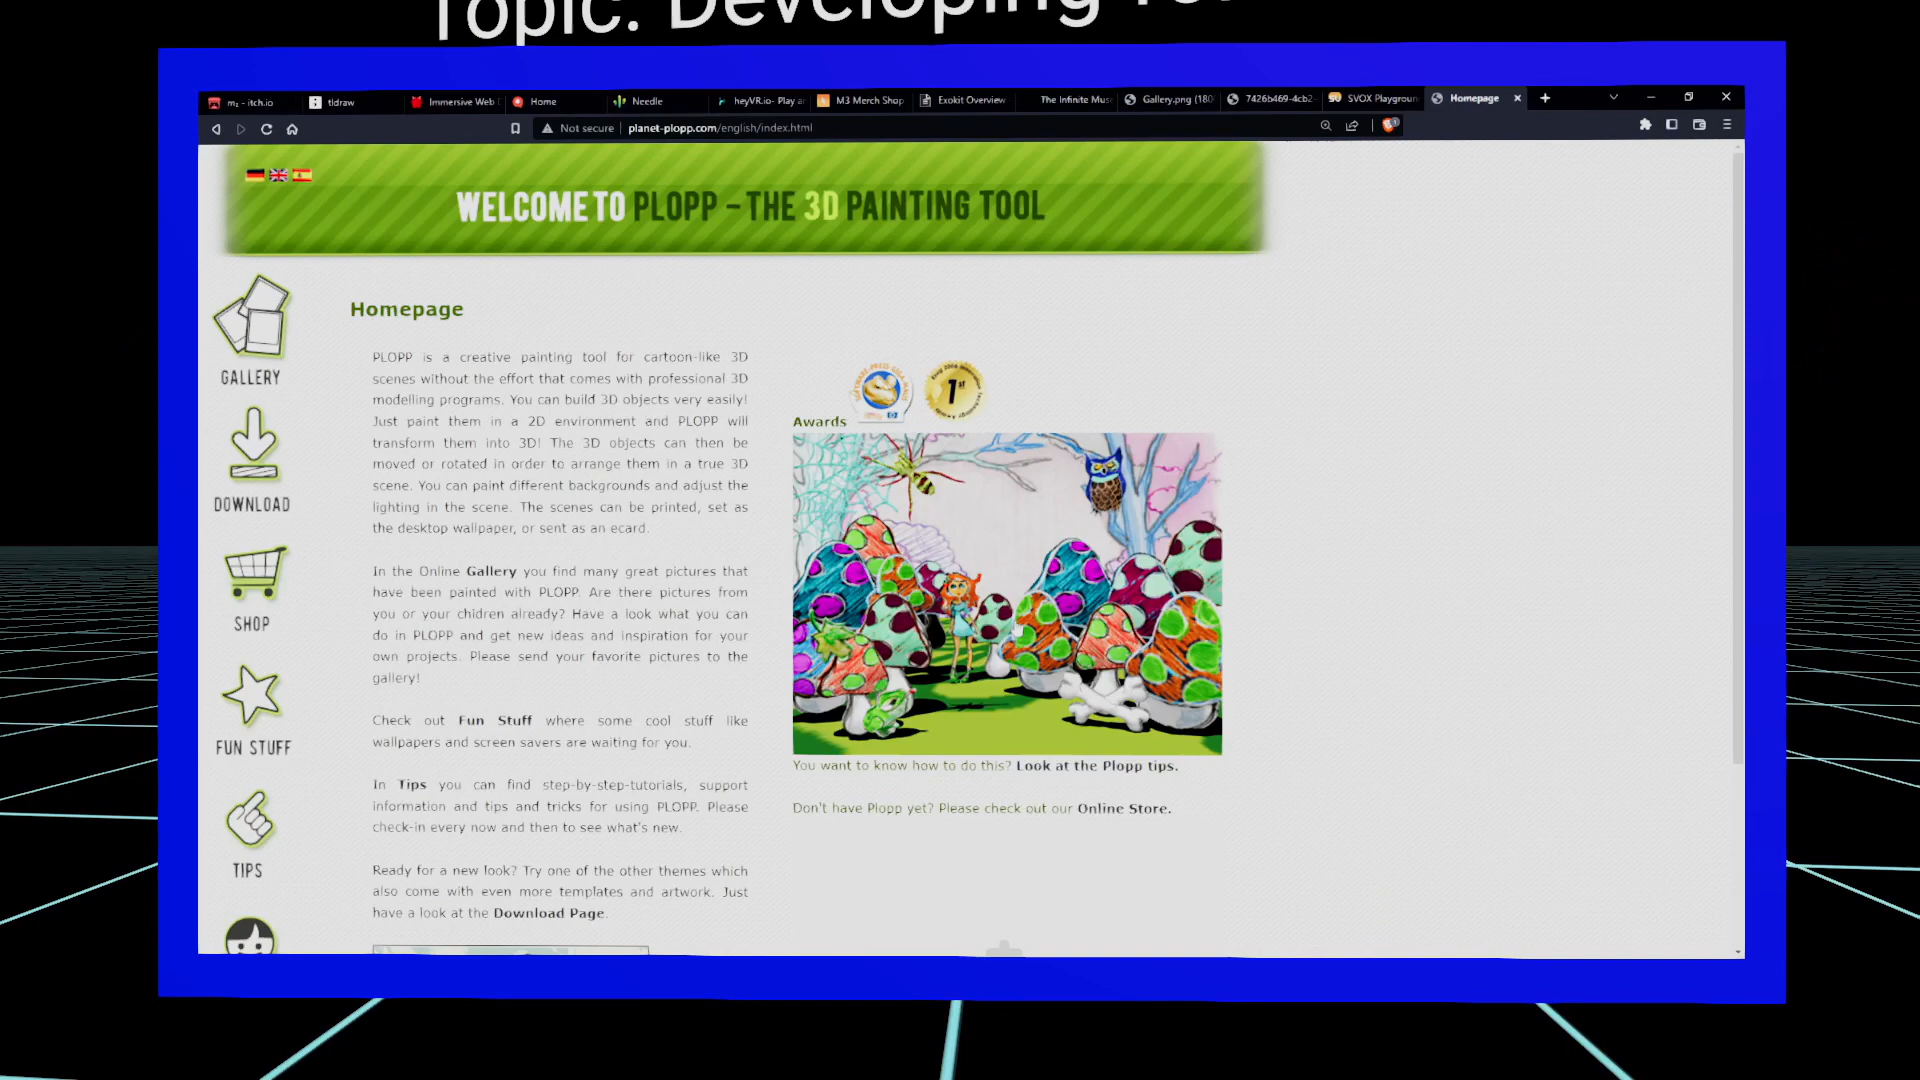 Topic: Developing
m₁ - itch.io
tldraw
Immersive Web
Home
Needle
heyVR.io- Play
M3 Merch Shop
Exokit Overview
The Infinite
Gallery.png (180
7426b469-4cb2-
SVOX Playgroun
Homepage
Not secure
planet-plopp.com/english/index.html
WELCOME TO PLOPP – THE 3D PAINTING TOOL
GALLERY
DOWNLOAD
SHOP
FUN STUFF
TIPS
Homepage
PLOPP is a creative painting tool for cartoon-like 3D
scenes without the effort that comes with professional 3D
modelling programs. You can build 3D objects very easily!
Just paint them in a 2D environment and PLOPP will
transform them into 3D! The 3D objects can then be
moved or rotated in order to arrange them in a true 3D
scene. You can paint different backgrounds and adjust the
lighting in the scene. The scenes can be printed, set as
the desktop wallpaper, or sent as an ecard.
In the Online Gallery you find many great pictures that
have been painted with PLOPP. Are there pictures from
you or your chidren already? Have a look what you can
do in PLOPP and get new ideas and inspiration for your
own projects. Please send your favorite pictures to the
gallery!
Check out Fun Stuff where some cool stuff like
wallpapers and screen savers are waiting for you.
In Tips you can find step-by-step-tutorials, support
information and tips and tricks for using PLOPP. Please
check-in every now and then to see what's new.
Ready for a new look? Try one of the other themes which
also come with even more templates and artwork. Just
have a look at the Download Page.
Awards
1st
You want to know how to do this? Look at the Plopp tips.
Don't have Plopp yet? Please check out our Online Store.